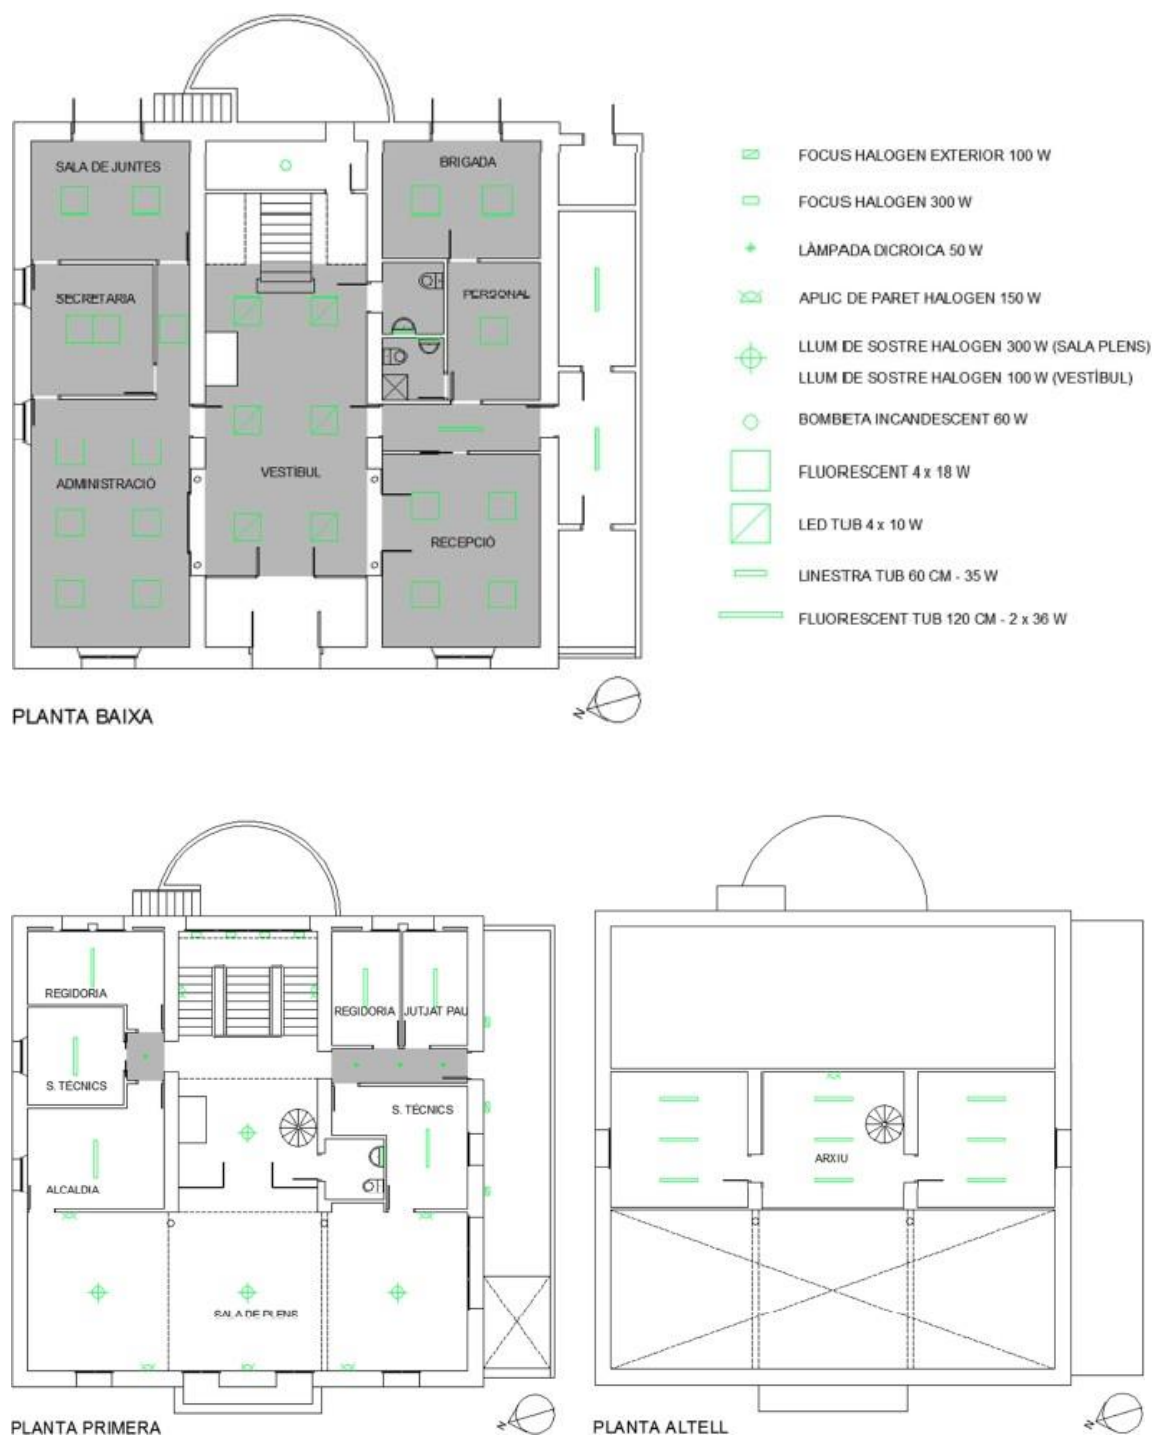 SALA DE JUNTES
BRIGADA
SECRETARIA
PERSONAL
ADMINISTRACIÓ
VESTÍBUL
RECEPCIÓ
N
PLANTA BAIXA
FOCUS HALOGEN EXTERIOR 100 W
FOCUS HALOGEN 300 W
LÀMPADA DICROICA 50 W
APLIC DE PARET HALOGEN 150 W
LLUM DE SOSTRE HALOGEN 300 W (SALA PLENS)
LLUM DE SOSTRE HALOGEN 100 W (VESTÍBUL)
BOMBETA INCANDESCENT 60 W
FLUORESCENT 4 x 18 W
LED TUB 4 x 10 W
LINESTRA TUB 60 CM - 35 W
FLUORESCENT TUB 120 CM - 2 x 36 W
REGIDORIA
REGIDORIA
JUTJAT PAU
S. TÈCNICS
S. TÈCNICS
ALCALDIA
SALA DE PLENS
N
PLANTA PRIMERA
ARXIU
N
PLANTA ALTELL